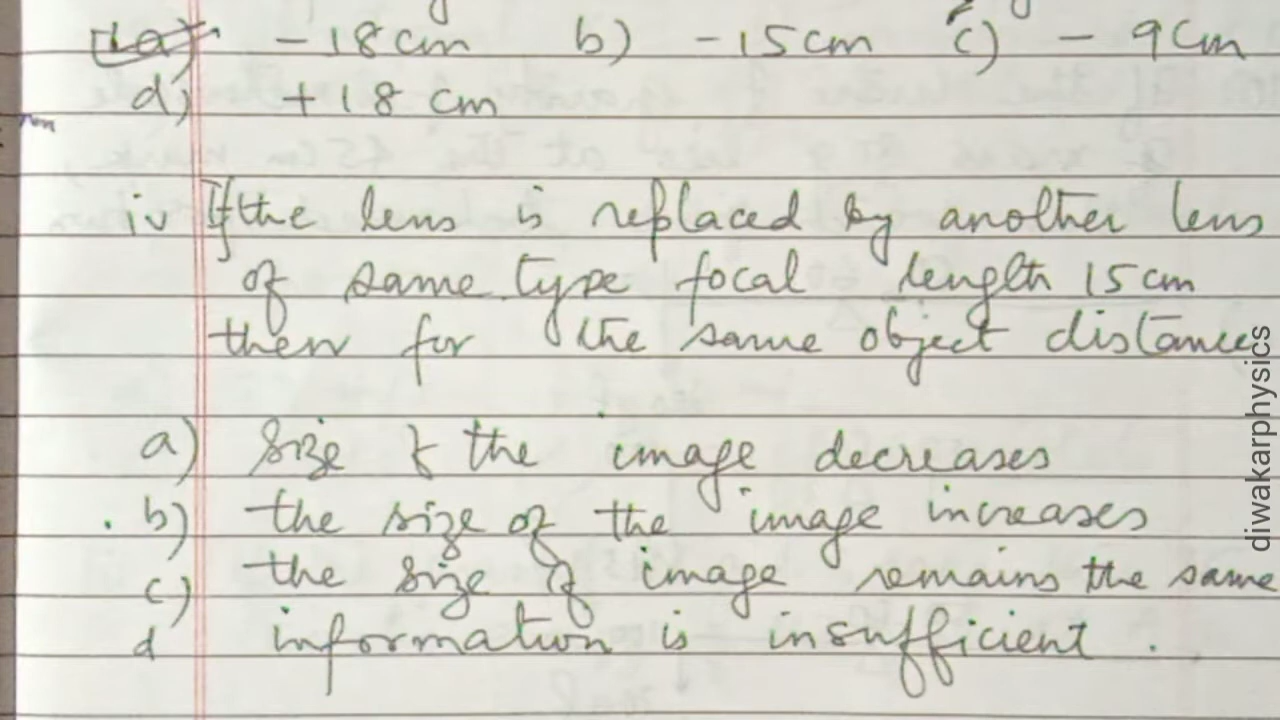 a) - 18 cm b) - 15 cm c) - 9 cm
d) + 18 cm
iv If the lens is replaced by another lens
of same type focal length 15 cm
then for the same object distance
a) Size of the image decreases
b) the size of the image increases
c) the size of image remains the same
d information is insufficient .
diwakarphysics